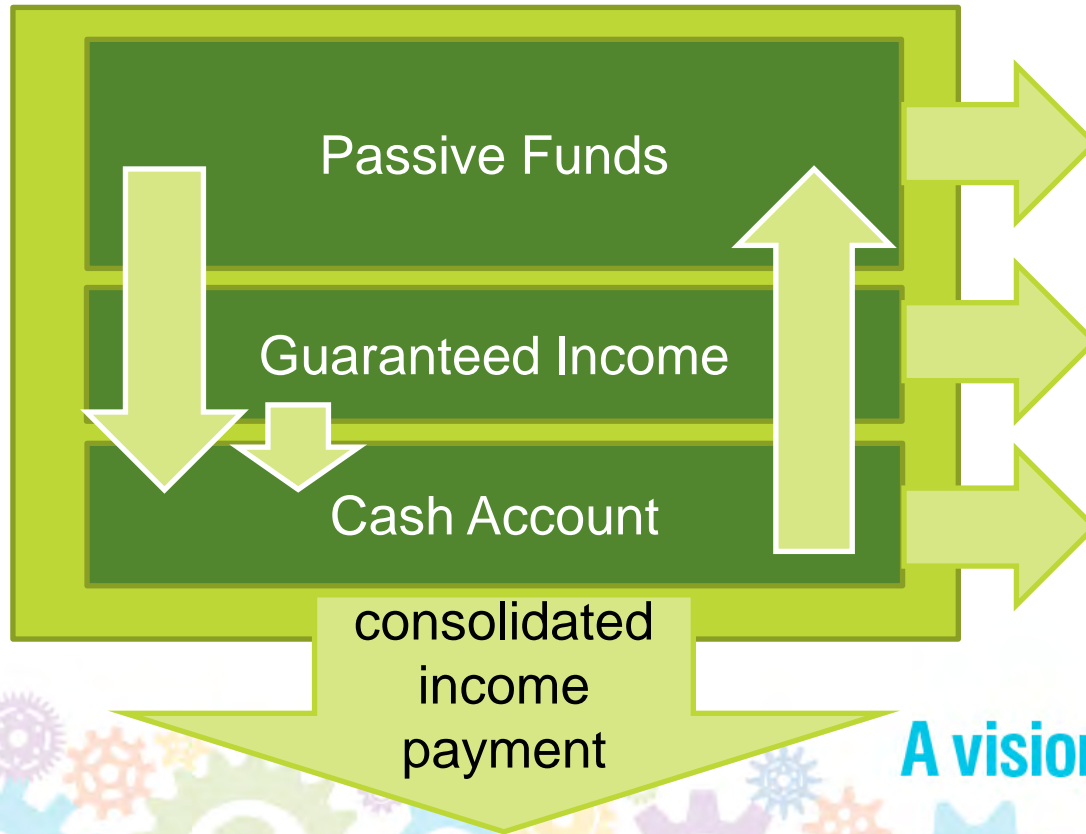 Passive Funds
Guaranteed Income
Cash Account
consolidated
income
payment
A vision